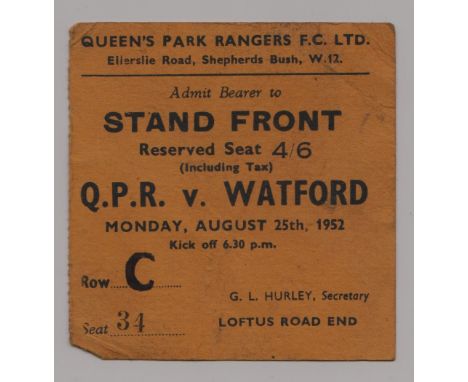 QUEEN'S PARK RANGERS F.C. LTD.
Ellerslie Road, Shepherds Bush, W.12.
Admit Bearer to
STAND FRONT
Reserved Seat 4/6
(Including Tax)
Q.P.R. v. WATFORD
MONDAY, AUGUST 25th, 1952
Kick off 6.30 p.m.
Row C
G. L. HURLEY, Secretary
Seat 34
LOFTUS ROAD END